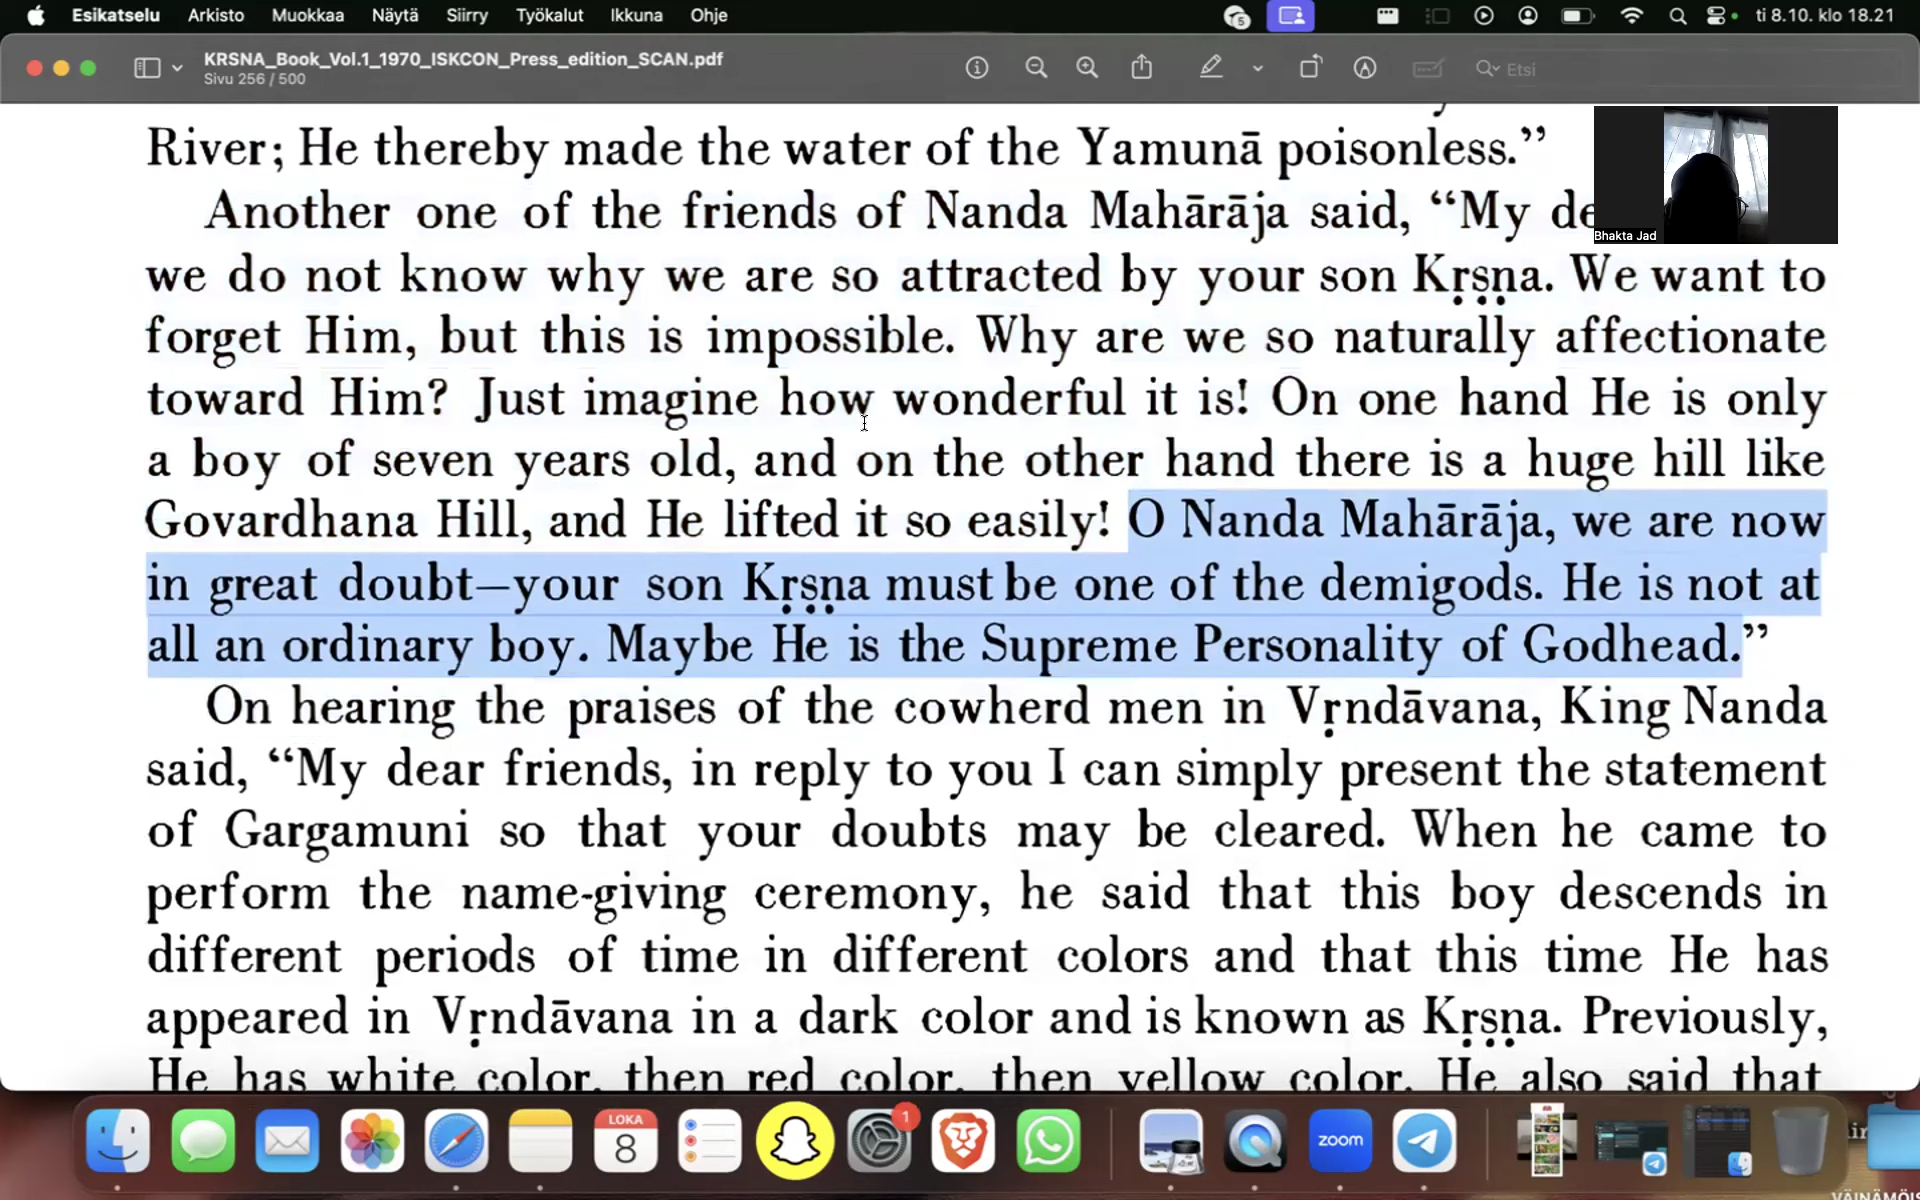 Esikatselu Arkisto Muokkaa Näytä Siirry Työkalut Ikkuna Ohje 5 ti 8.10. klo 18.21
KRSNA_Book_Vol.1_1970_ISKCON_Press_edition_SCAN.pdf
Sivu 256 / 500
Etsi
River; He thereby made the water of the Yamunā poisonless.”
Another one of the friends of Nanda Mahārāja said, “My
Bhakta Jad
we do not know why we are so attracted by your son Kṛṣṇa. We want to
forget Him, but this is impossible. Why are we so naturally affectionate
toward Him? Just imagine how wonderful it is! On one hand He is only
a boy of seven years old, and on the other hand there is a huge hill like
Govardhana Hill, and He lifted it so easily! O Nanda Mahārāja, we are now
in great doubt—your son Kṛṣṇa must be one of the demigods. He is not at
all an ordinary boy. Maybe He is the Supreme Personality of Godhead.”
On hearing the praises of the cowherd men in Vṛndāvana, King Nanda
said, “My dear friends, in reply to you I can simply present the statement
of Gargamuni so that your doubts may be cleared. When he came to
perform the name-giving ceremony, he said that this boy descends in
different periods of time in different colors and that this time He has
appeared in Vṛndāvana in a dark color and is known as Kṛṣṇa. Previously,
He has white color, then red color, then yellow color. He also said that
LOKA
8
1
zoom